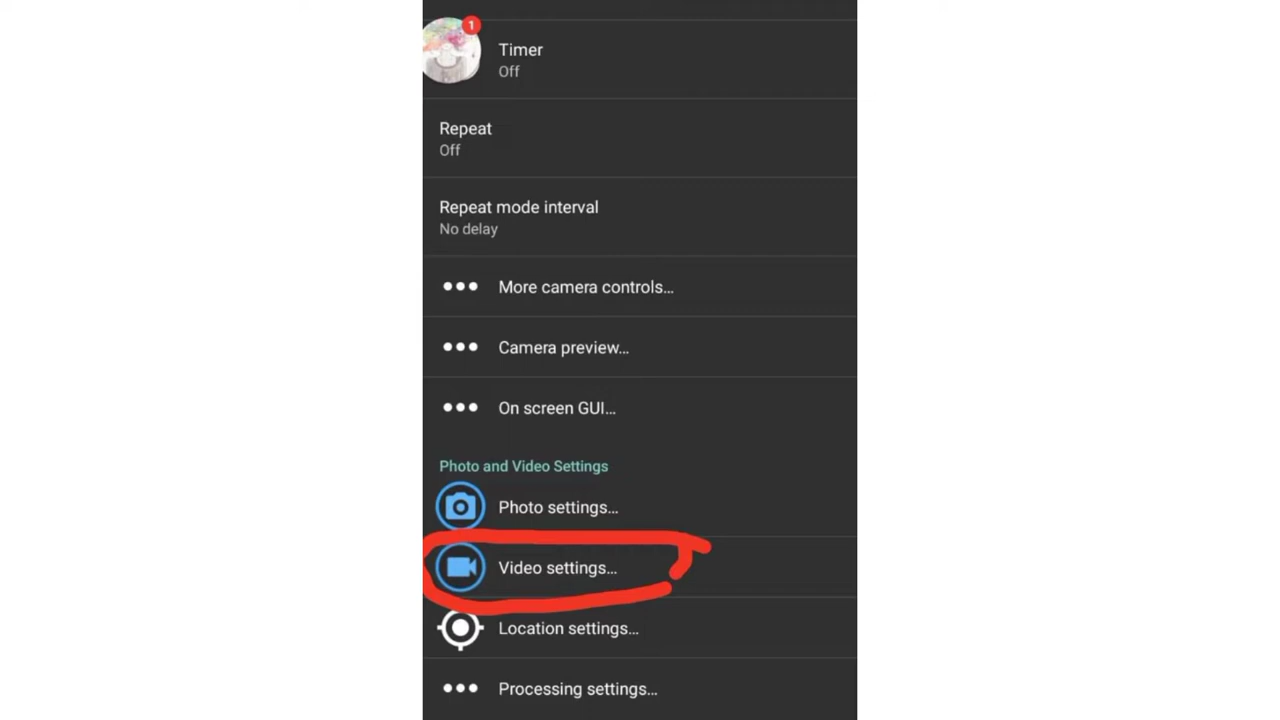 1
Timer
Off
Repeat
Off
Repeat mode interval
No delay
More camera controls...
Camera preview...
On screen GUI...
Photo and Video Settings
Photo settings...
Video settings...
Location settings...
Processing settings...